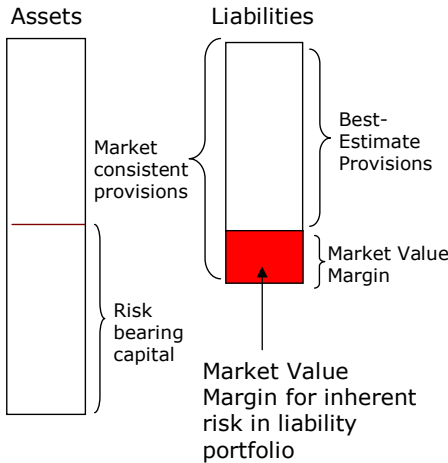 Assets
Liabilities
Market
consistent
provisions
Best-
Estimate
Provisions
Market Value
Margin
Risk
bearing
capital
Market Value
Margin for inherent
risk in liability
portfolio